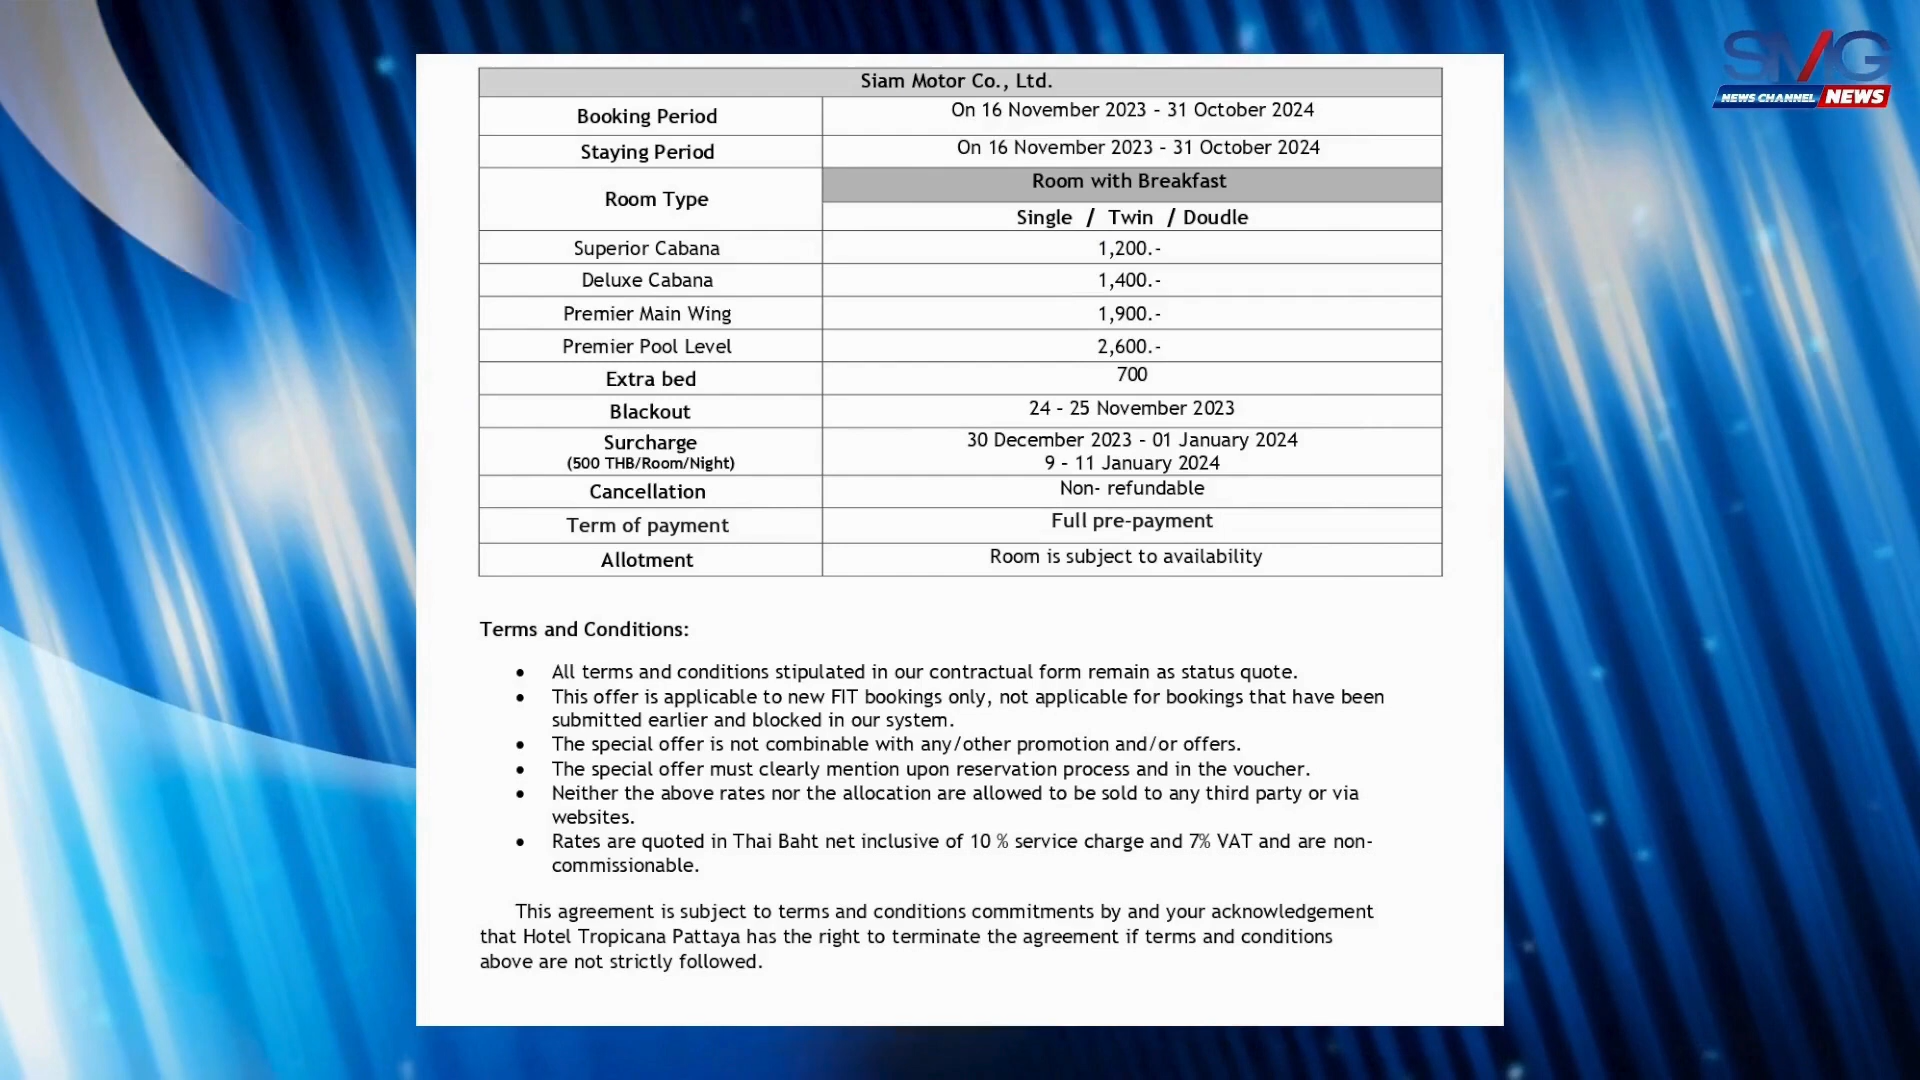 SMG
NEWS CHANNEL NEWS
Siam Motor Co., Ltd.
Booking Period On 16 November 2023 - 31 October 2024
Staying Period On 16 November 2023 - 31 October 2024
Room Type Room with Breakfast
Single / Twin / Doudle
Superior Cabana 1,200.-
Deluxe Cabana 1,400.-
Premier Main Wing 1,900.-
Premier Pool Level 2,600.-
Extra bed 700
Blackout 24 - 25 November 2023
Surcharge 30 December 2023 - 01 January 2024
(500 THB/Room/Night) 9 - 11 January 2024
Cancellation Non- refundable
Term of payment Full pre-payment
Allotment Room is subject to availability
Terms and Conditions:
• All terms and conditions stipulated in our contractual form remain as status quote.
• This offer is applicable to new FIT bookings only, not applicable for bookings that have been
submitted earlier and blocked in our system.
• The special offer is not combinable with any/other promotion and/or offers.
• The special offer must clearly mention upon reservation process and in the voucher.
• Neither the above rates nor the allocation are allowed to be sold to any third party or via
websites.
• Rates are quoted in Thai Baht net inclusive of 10 % service charge and 7% VAT and are non-
commissionable.
This agreement is subject to terms and conditions commitments by and your acknowledgement
that Hotel Tropicana Pattaya has the right to terminate the agreement if terms and conditions
above are not strictly followed.